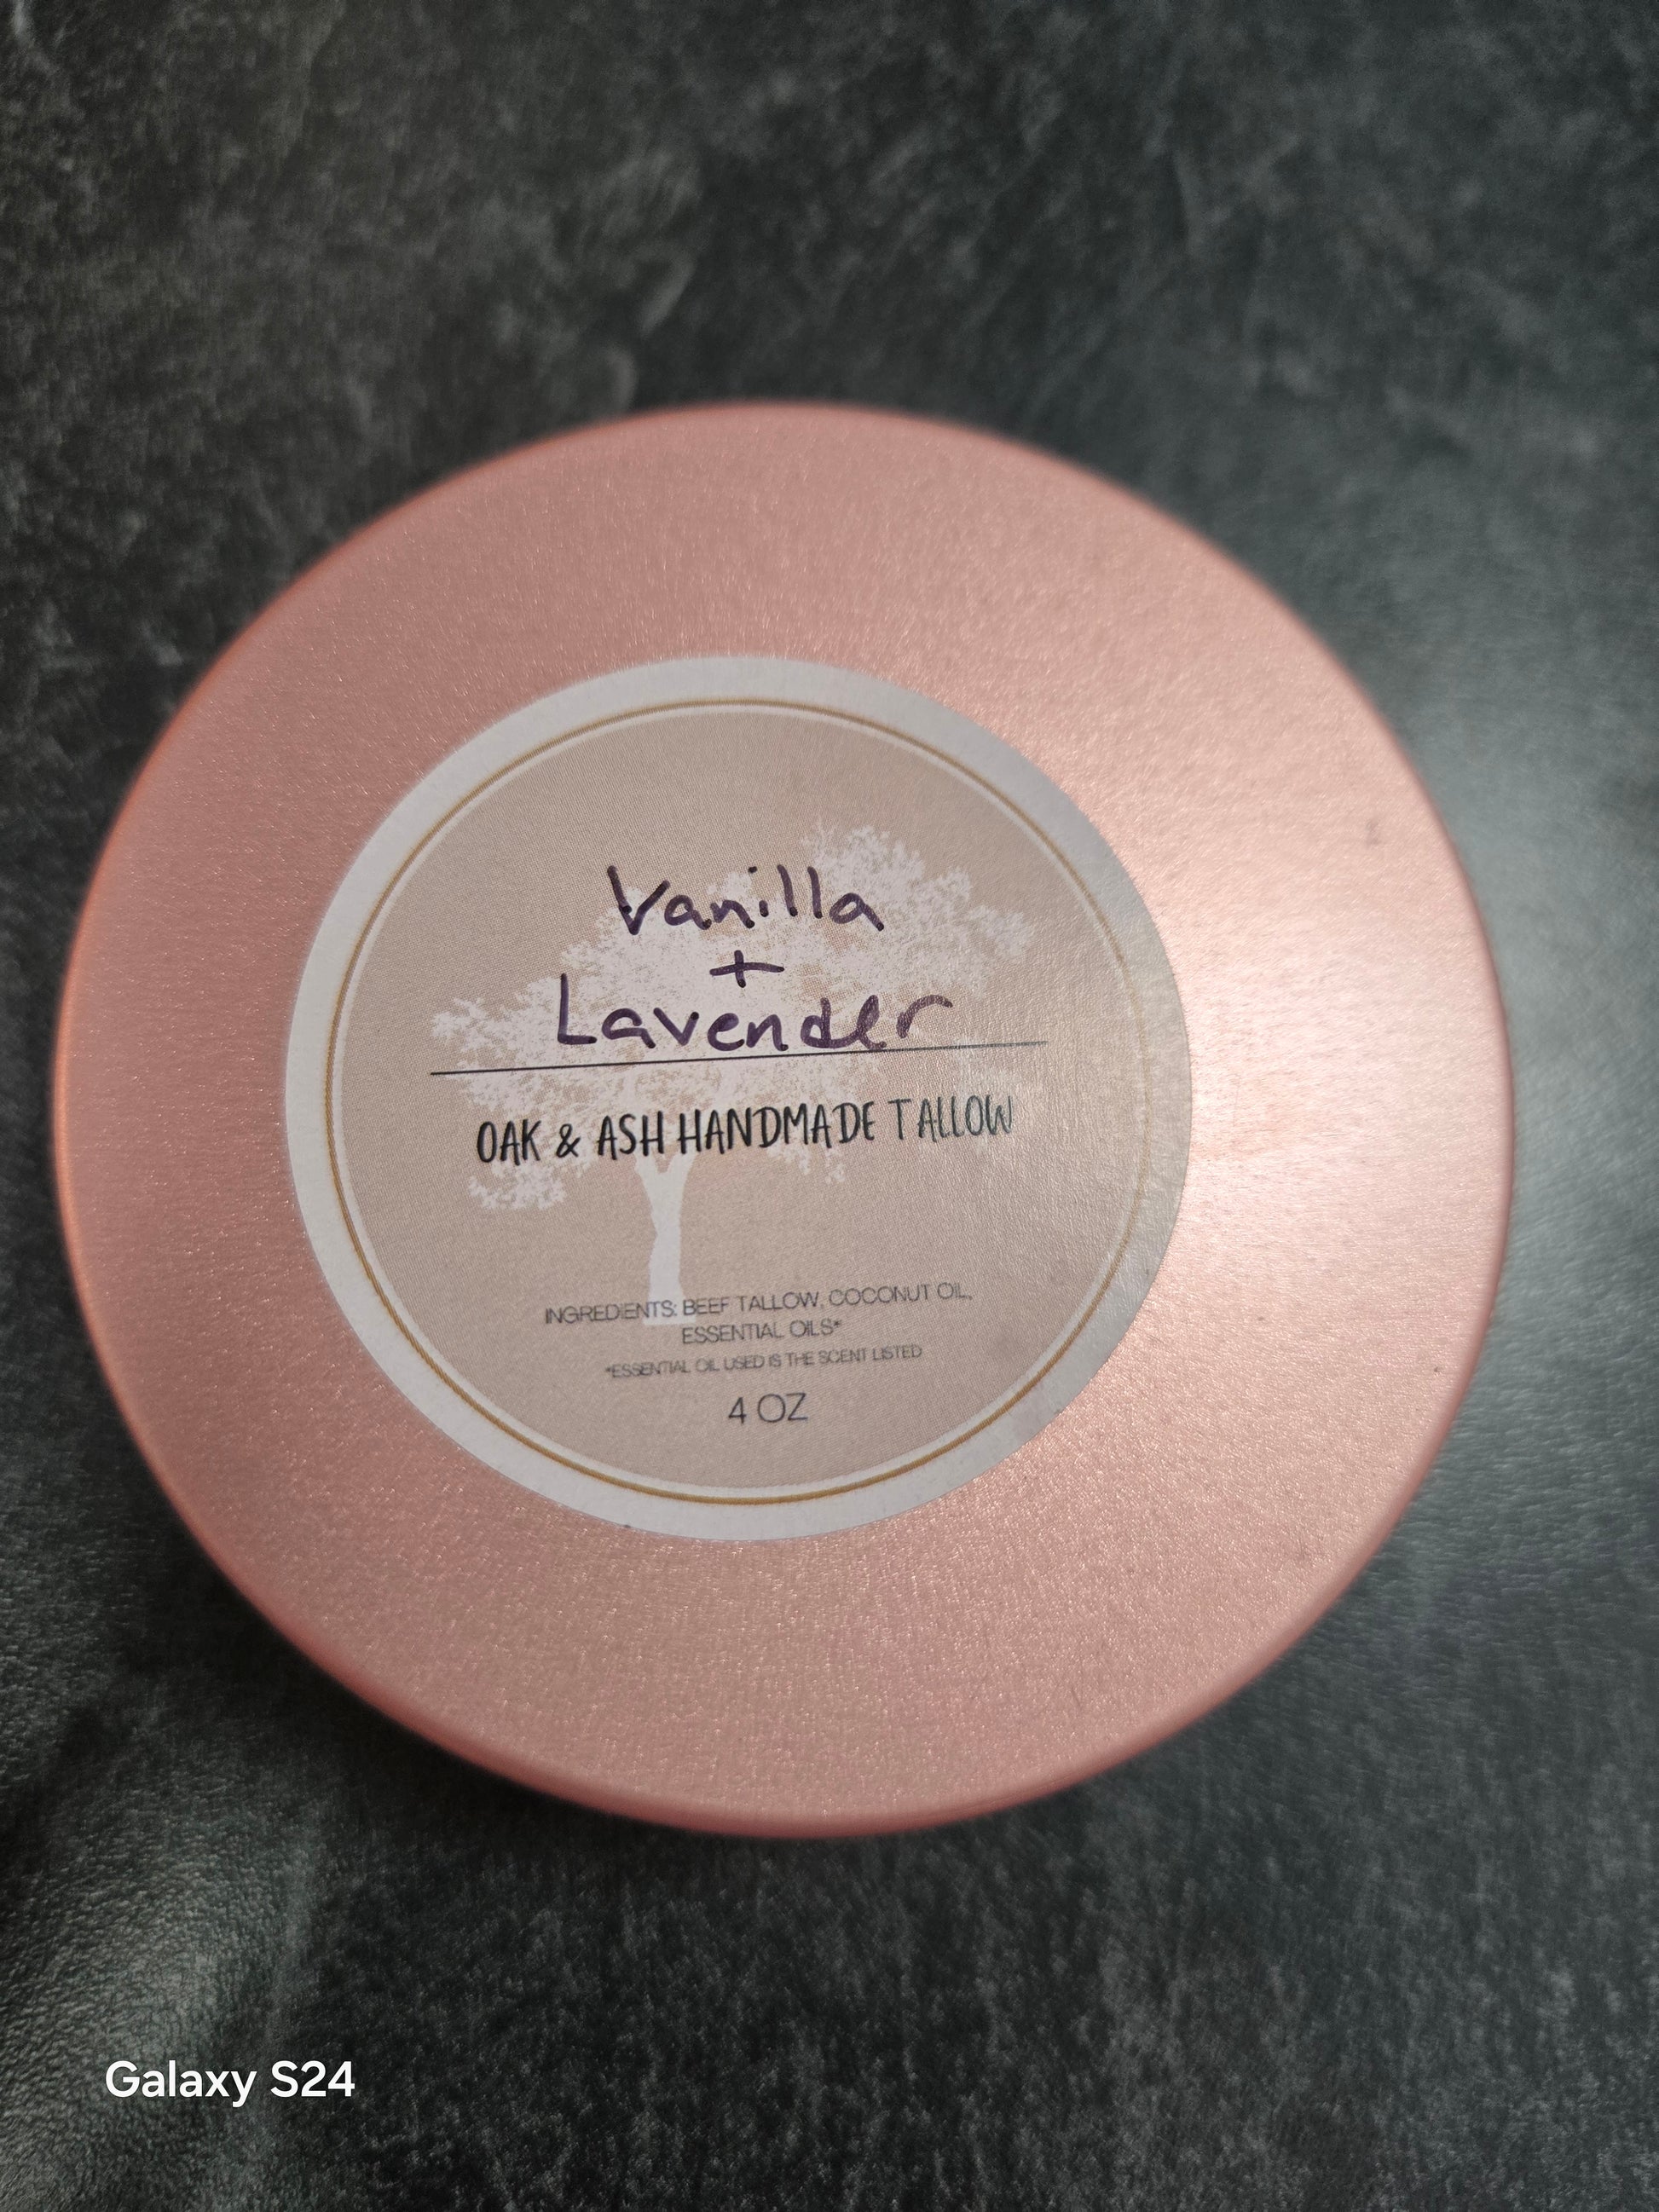 Vanilla
+
Lavender
OAK & ASH HANDMADE TALLOW
INGREDIENTS: BEEF TALLOW, COCONUT OIL,
ESSENTIAL OILS*
*ESSENTIAL OIL USED IS THE SCENT LISTED
4 OZ
Galaxy S24